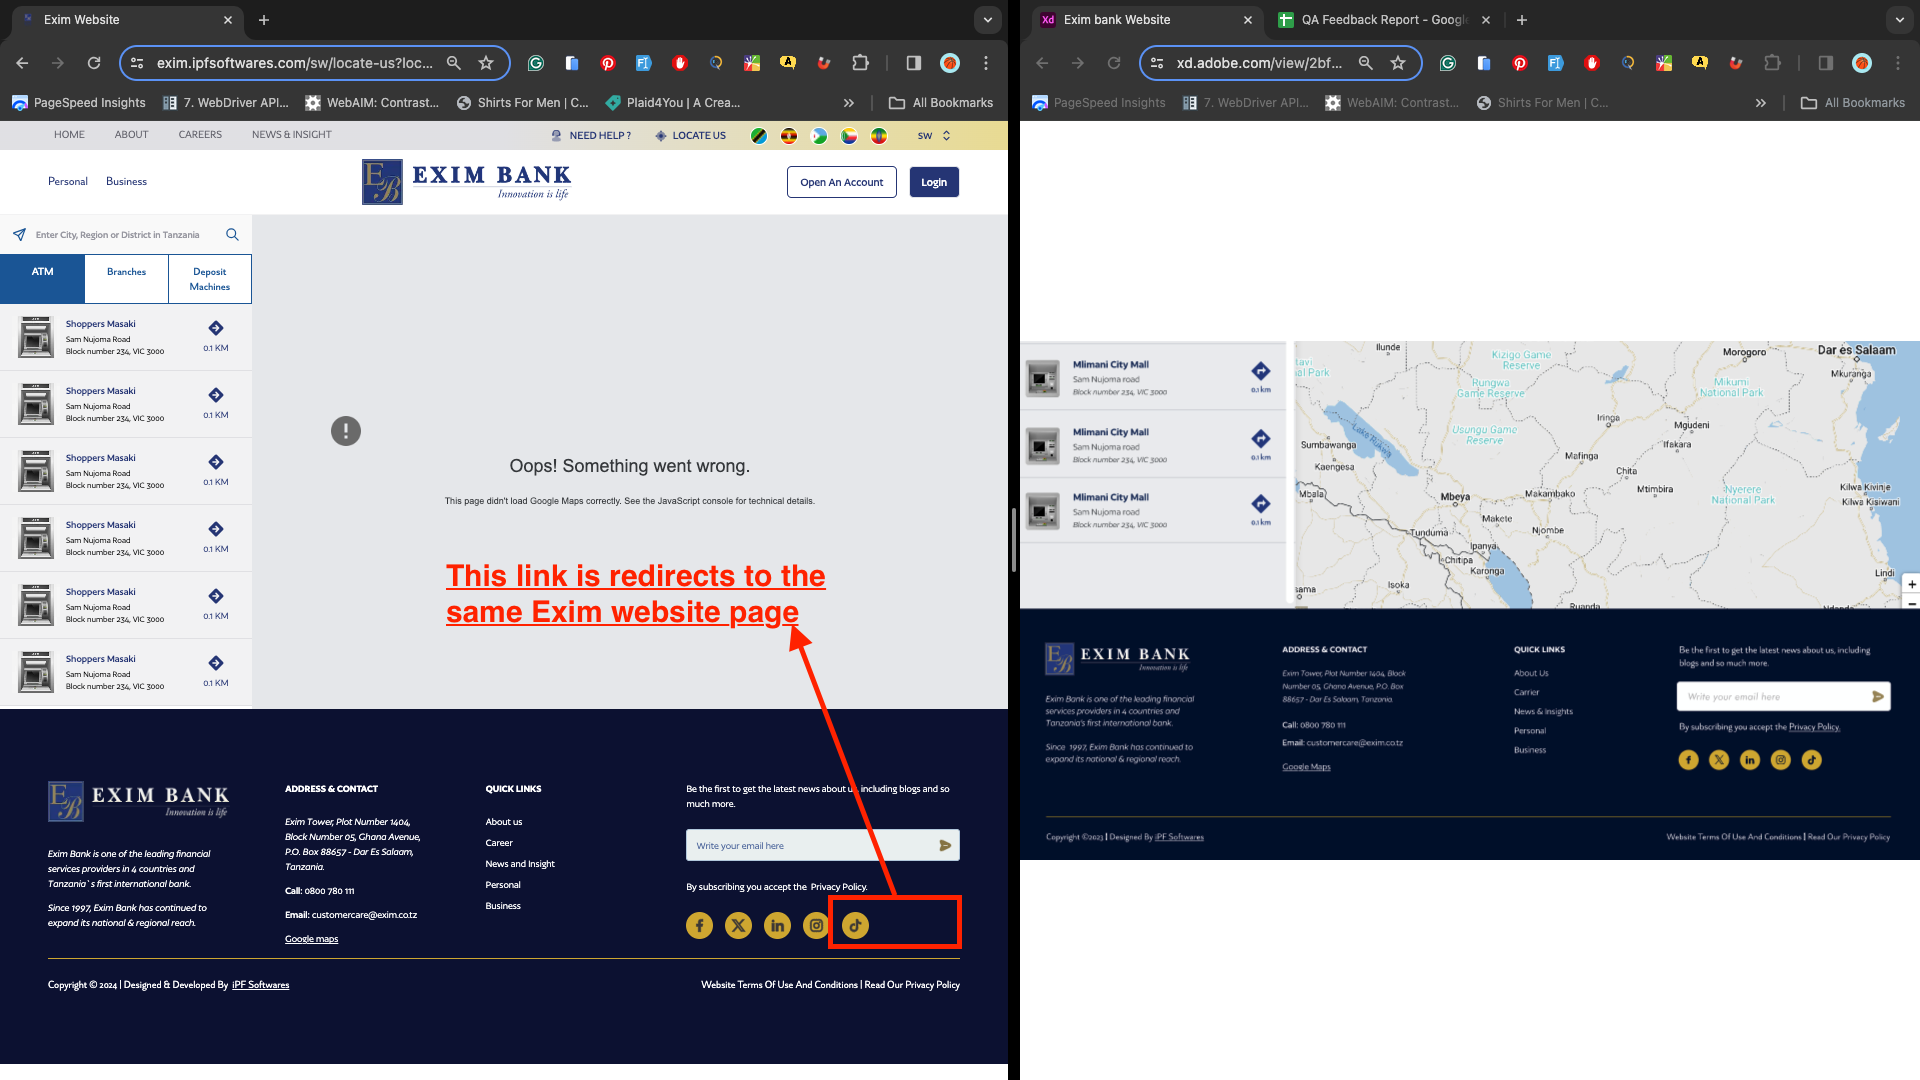 Exim Website
exim.ipfsoftwares.com/sw/locate-us?loc...
PageSpeed Insights
7. WebDriver API...
WebAIM: Contrast...
Shirts For Men | C...
Plaid4You | A Crea...
»
All Bookmarks
HOME
ABOUT
CAREERS
NEWS & INSIGHT
NEED HELP ?
LOCATE US
SW
Personal
Business
EXIM BANK
Innovation is life
Open An Account
Login
Enter City, Region or District in Tanzania
ATM
Branches
Deposit
Machines
Shoppers Masaki
Sam Nujoma Road
Block number 234, VIC 3000
0.1 KM
Shoppers Masaki
Sam Nujoma Road
Block number 234, VIC 3000
0.1 KM
Shoppers Masaki
Sam Nujoma Road
Block number 234, VIC 3000
0.1 KM
Shoppers Masaki
Sam Nujoma Road
Block number 234, VIC 3000
0.1 KM
Shoppers Masaki
Sam Nujoma Road
Block number 234, VIC 3000
0.1 KM
Shoppers Masaki
Sam Nujoma Road
Block number 234, VIC 3000
0.1 KM
Oops! Something went wrong.
This page didn't load Google Maps correctly. See the JavaScript console for technical details.
This link is redirects to the
same Exim website page
EXIM BANK
Innovation is life
Exim Bank is one of the leading financial
services providers in 4 countries and
Tanzania`s first international bank.
Since 1997, Exim Bank has continued to
expand its national & regional reach.
ADDRESS & CONTACT
Exim Tower, Plot Number 1404,
Block Number 05, Ghana Avenue,
P.O. Box 88657 - Dar Es Salaam,
Tanzania.
Call: 0800 780 111
Email: customercare@exim.co.tz
Google maps
QUICK LINKS
About us
Career
News and Insight
Personal
Business
Be the first to get the latest news about us, including blogs and so
much more.
Write your email here
By subscribing you accept the Privacy Policy.
Copyright © 2024 | Designed & Developed By iPF Softwares
Website Terms Of Use And Conditions | Read Our Privacy Policy
Xd
Exim bank Website
QA Feedback Report - Googl
xd.adobe.com/view/2bf...
PageSpeed Insights
7. WebDriver API...
WebAIM: Contrast...
Shirts For Men | C...
»
All Bookmarks
Mlimani City Mall
Sam Nujoma road
Block number 234, VIC 3000
0.1 km
Mlimani City Mall
Sam Nujoma road
Block number 234, VIC 3000
0.1 km
Mlimani City Mall
Sam Nujoma road
Block number 234, VIC 3000
0.1 km
Ilunde
Kizigo Game
Reserve
Morogoro
Dar es Salaam
tavi
al Park
Rungwa
Game Reserve
Mikumi
National Park
Mkuranga
Iringa
Mgudeni
Lake Rukwa
Usungu Game
Reserve
Sumbawanga
Ifakara
Kaengesa
Mafinga
Chita
Mbala
Mbeya
Makambako
Mtimbira
Nyerere
National Park
Kilwa Kivinje
Kilwa Kisiwani
Makete
Tunduma
Njombe
Ipanya
Chitipa
Karonga
Lindi
Isoka
sama
Ruanda
+
−
EXIM BANK
Innovation is life
Exim Bank is one of the leading financial
services providers in 4 countries and
Tanzania's first international bank.
Since 1997, Exim Bank has continued to
expand its national & regional reach.
ADDRESS & CONTACT
Exim Tower, Plot Number 1404, Block
Number 05, Ghana Avenue, P.O. Box
88657 - Dar Es Salaam, Tanzania.
Call: 0800 780 111
Email: customercare@exim.co.tz
Google Maps
QUICK LINKS
About Us
Carrier
News & Insights
Personal
Business
Be the first to get the latest news about us, including
blogs and so much more.
Write your email here
By subscribing you accept the Privacy Policy.
Copyright ©2023 | Designed By iPF Softwares
Website Terms Of Use And Conditions | Read Our Privacy Policy